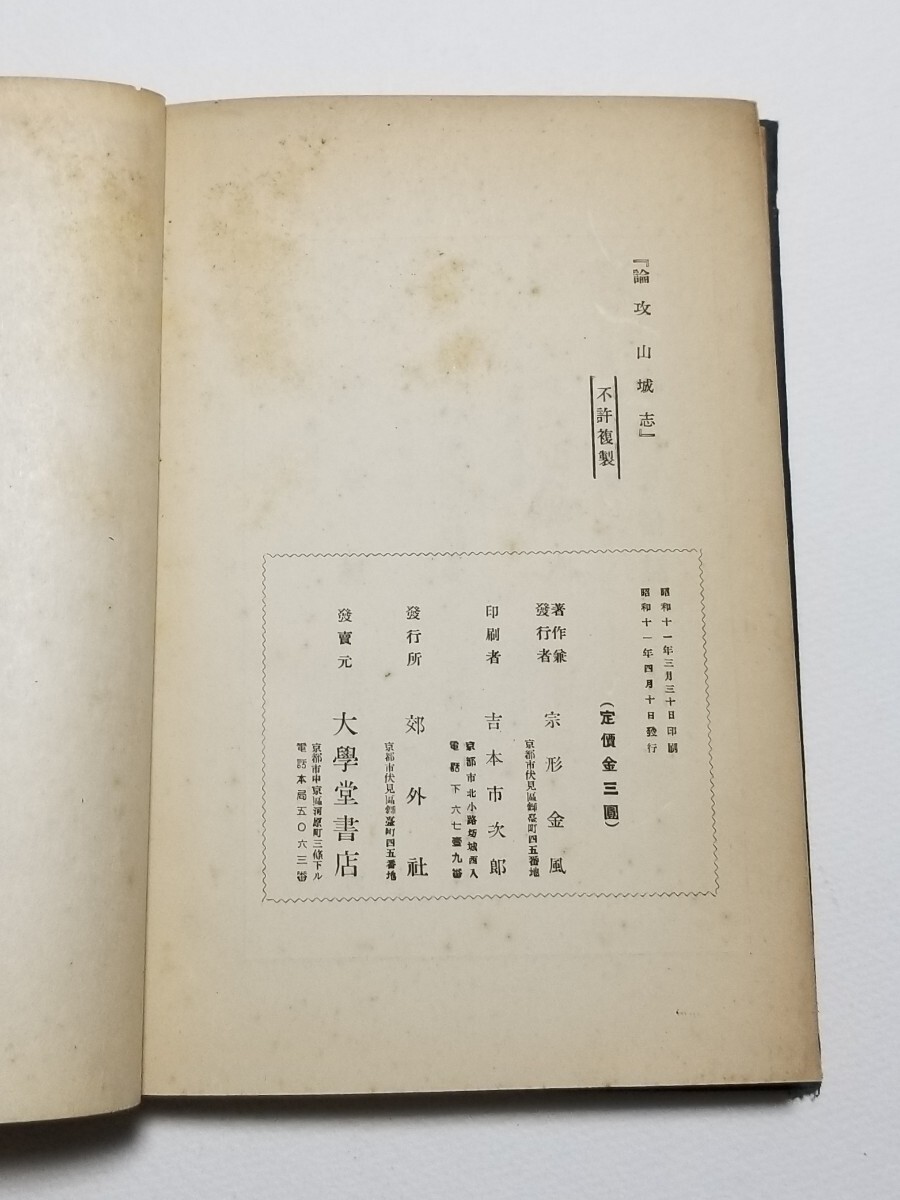 『論攻山城志』
不許複製
昭和十一年三月三十日印刷
昭和十一年四月十日發行
(定價金三圓)
著作兼
發行者
宗形金風
京都市伏見區 町四五番地
印刷者
吉本市次郎
京都市北小路 城西入
電話下六七壹九番
發行所
郊外社
京都市伏見區 町四五番地
發賣元
大學堂書店
京都市中京區河原町三條下ル
電話本局五〇六三番